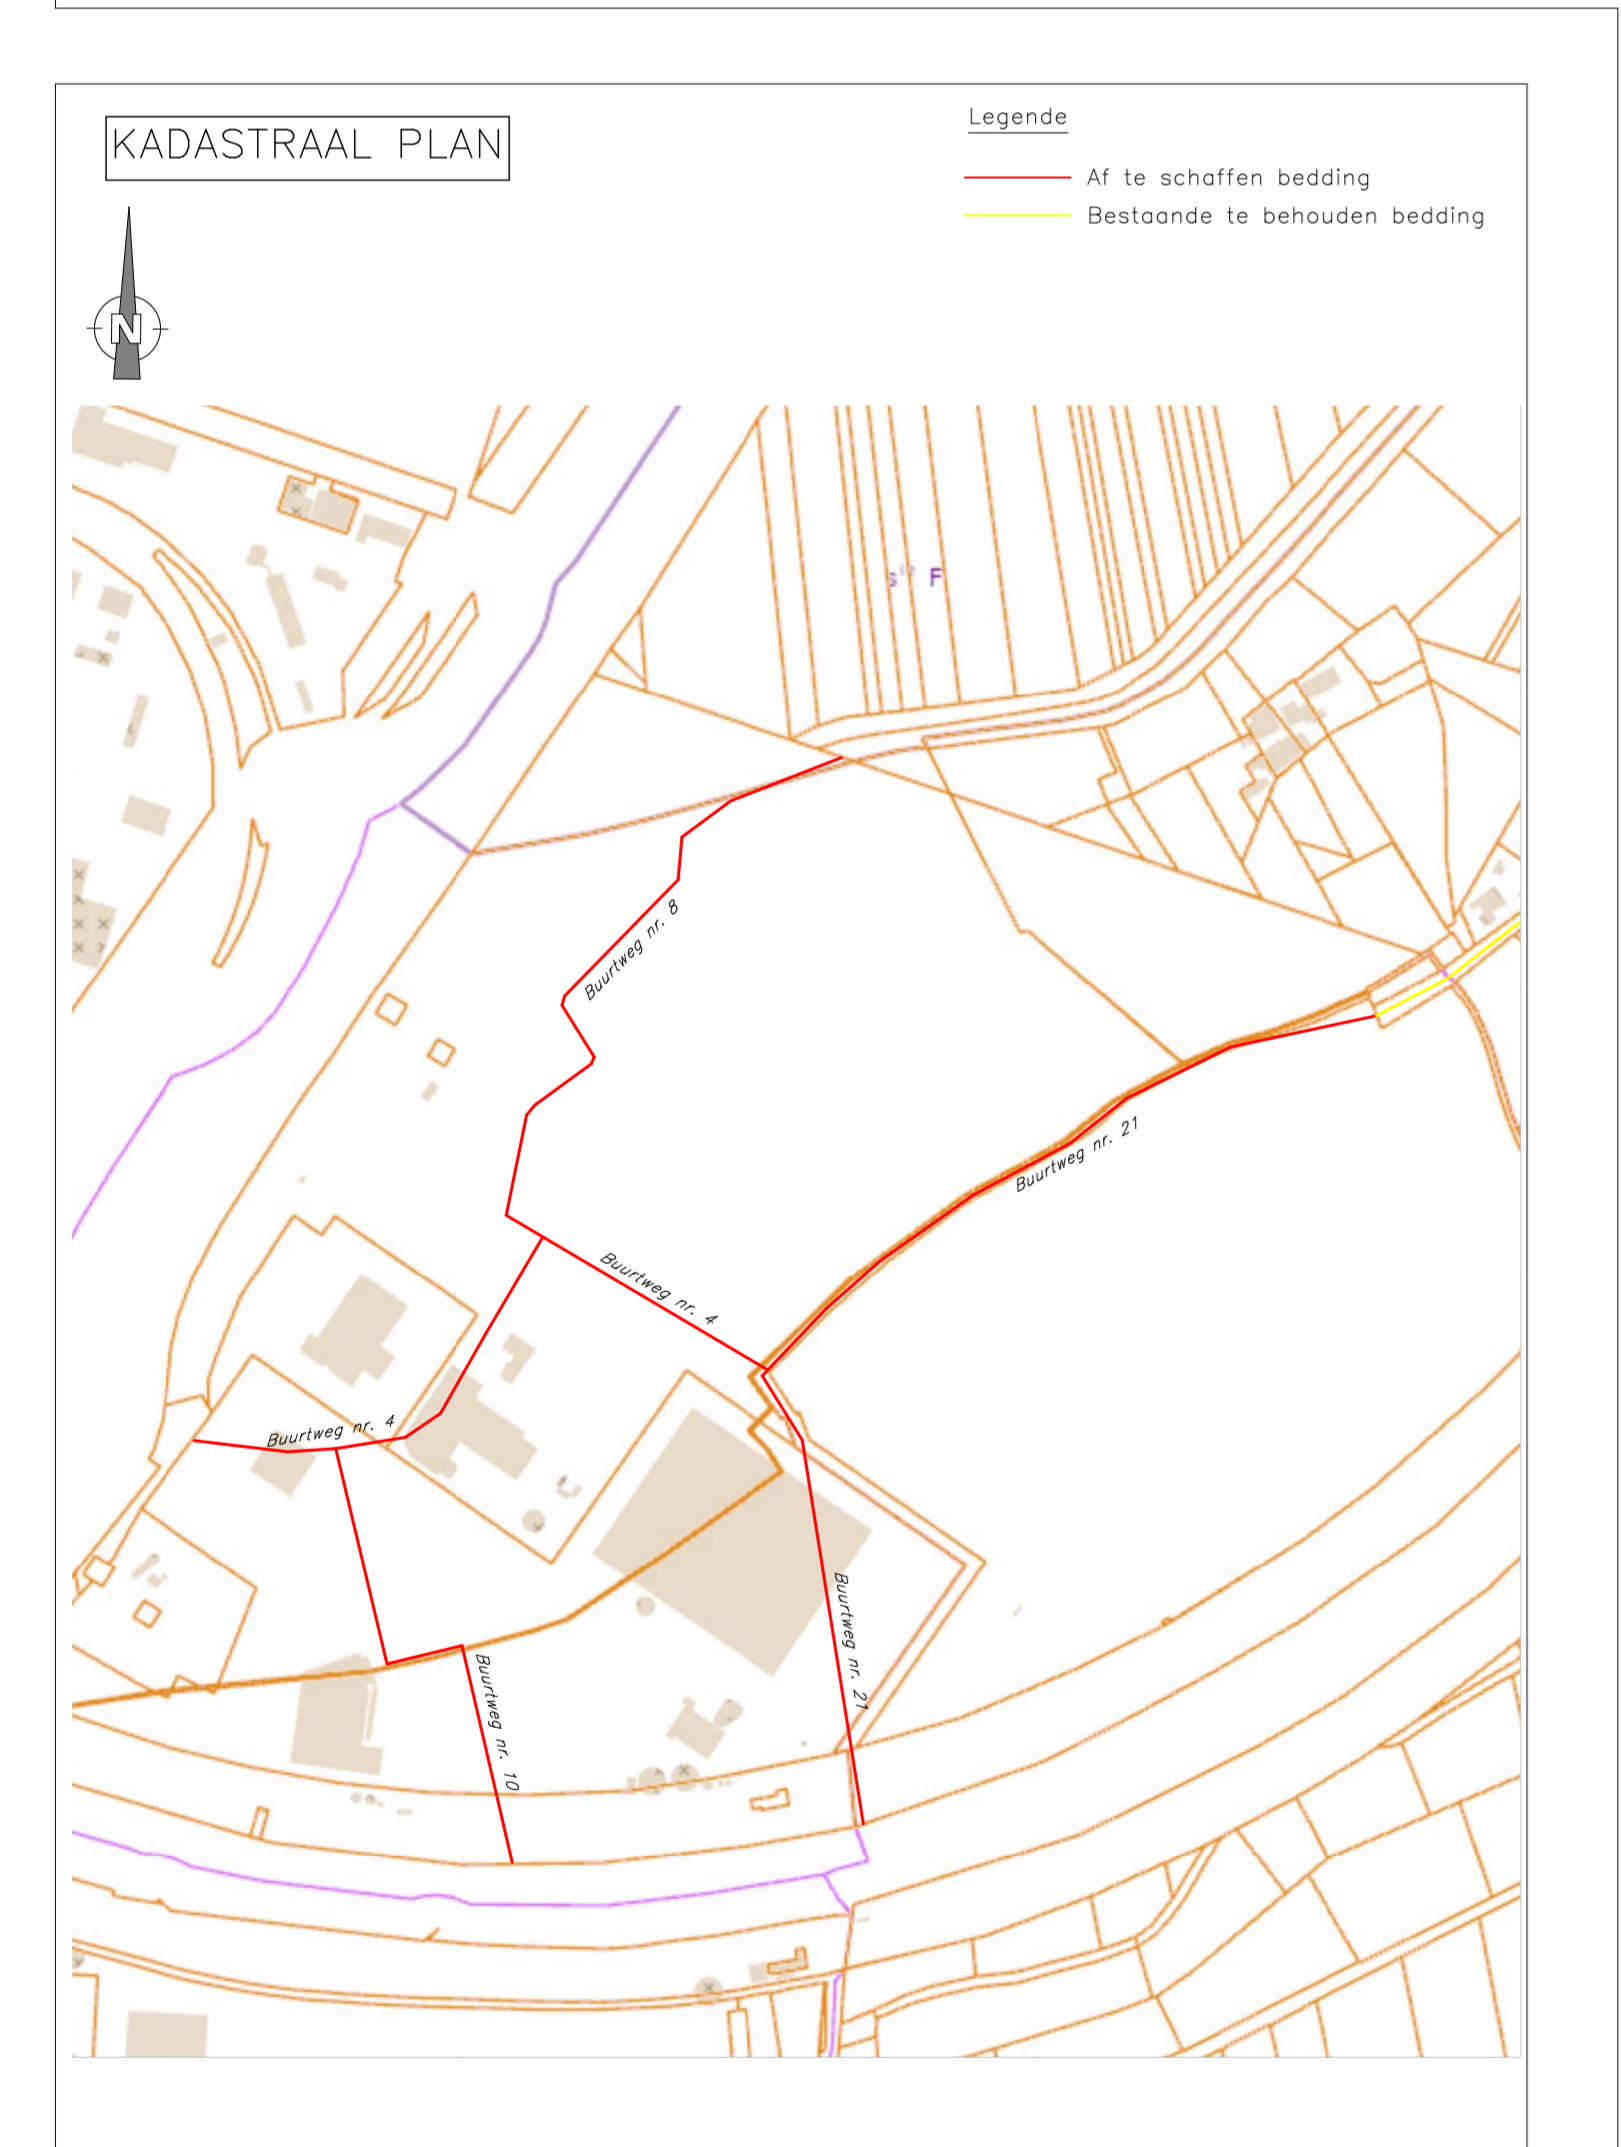 KADASTRAAL PLAN
Legende
Af te schaffen bedding
Bestaande te behouden bedding
N
sie F
Buurtweg nr. 8
Buurtweg nr. 21
Buurtweg nr. 4
Buurtweg nr. 4
Buurtweg nr. 21
Buurtweg nr. 10